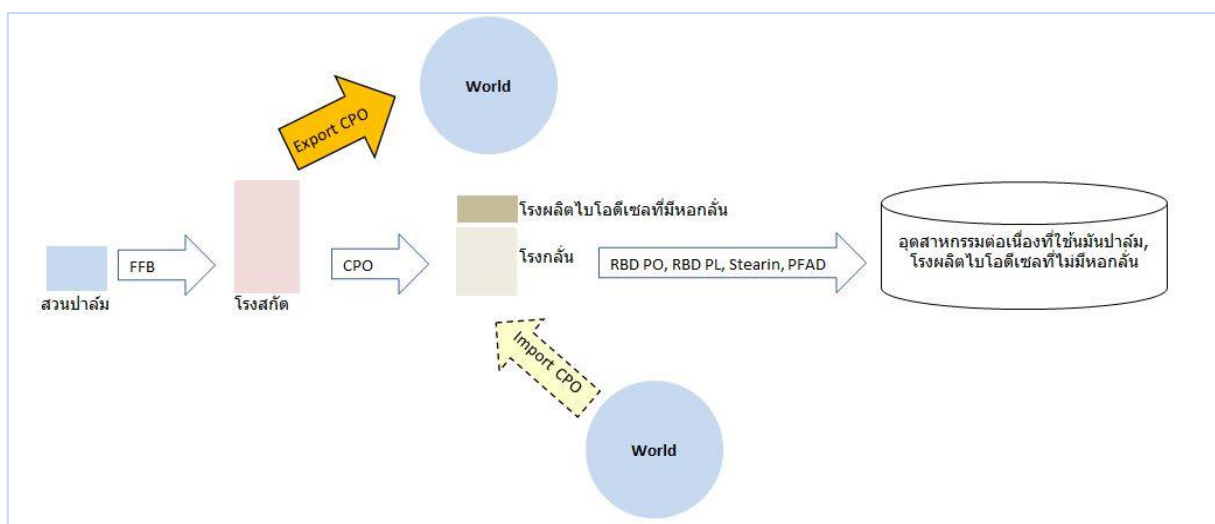 World
Export CPO
โรงผลิตไบโอดีเซลที่มีหอกลั่น
อุตสาหกรรมต่อเนื่องที่ใช้นมันปาล์ม,
โรงผลิตไบโอดีเซลที่ไม่มีหอกลั่น
โรงกลั่น
FFB
CPO
RBD PO, RBD PL, Stearin, PFAD
สวนปาล์ม
โรงสกัด
Import CPO
World